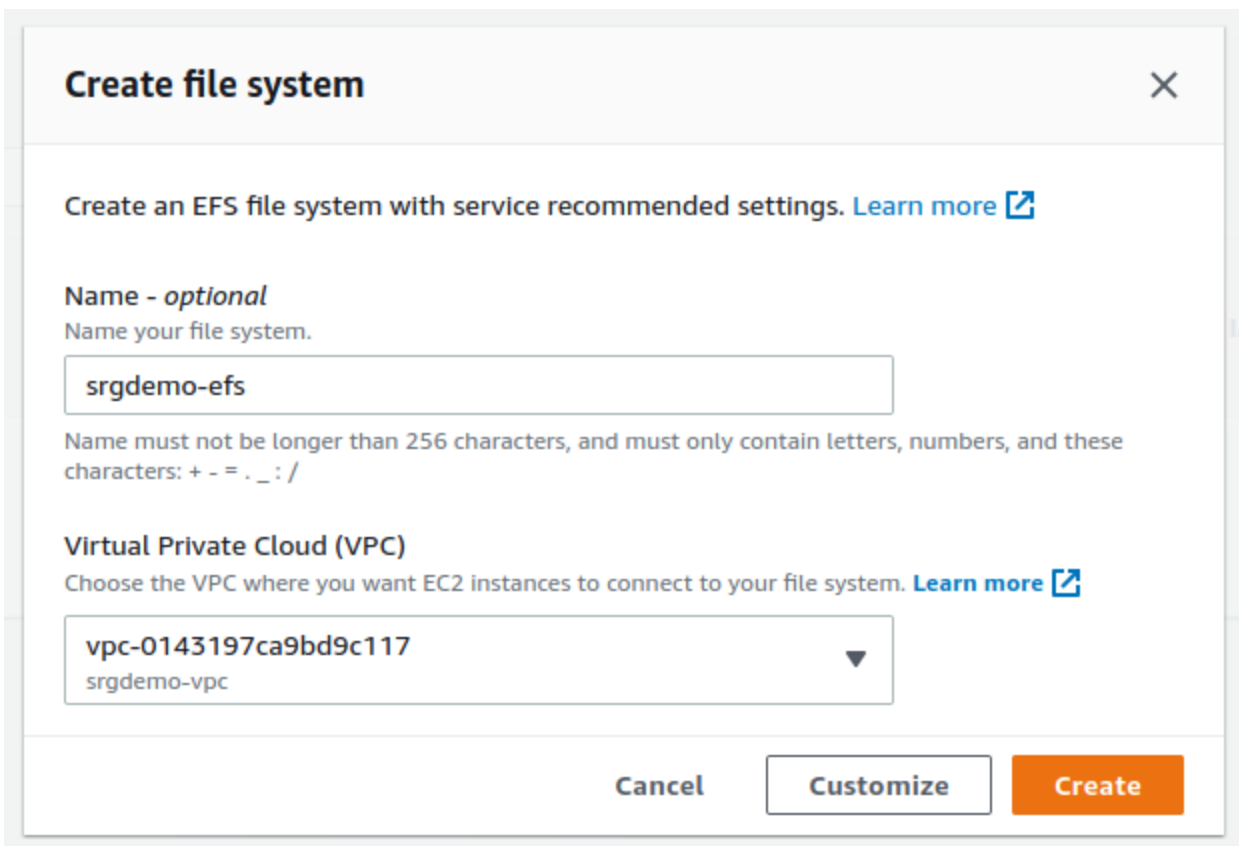 Create file system
Create an EFS file system with service recommended settings. Learn more
Name - optional
Name your file system.
srgdemo-efs
Name must not be longer than 256 characters, and must only contain letters, numbers, and these
characters: + - = . _ : /
Virtual Private Cloud (VPC)
Choose the VPC where you want EC2 instances to connect to your file system. Learn more
vpc-0143197ca9bd9c117
srgdemo-vpc
Cancel
Customize
Create